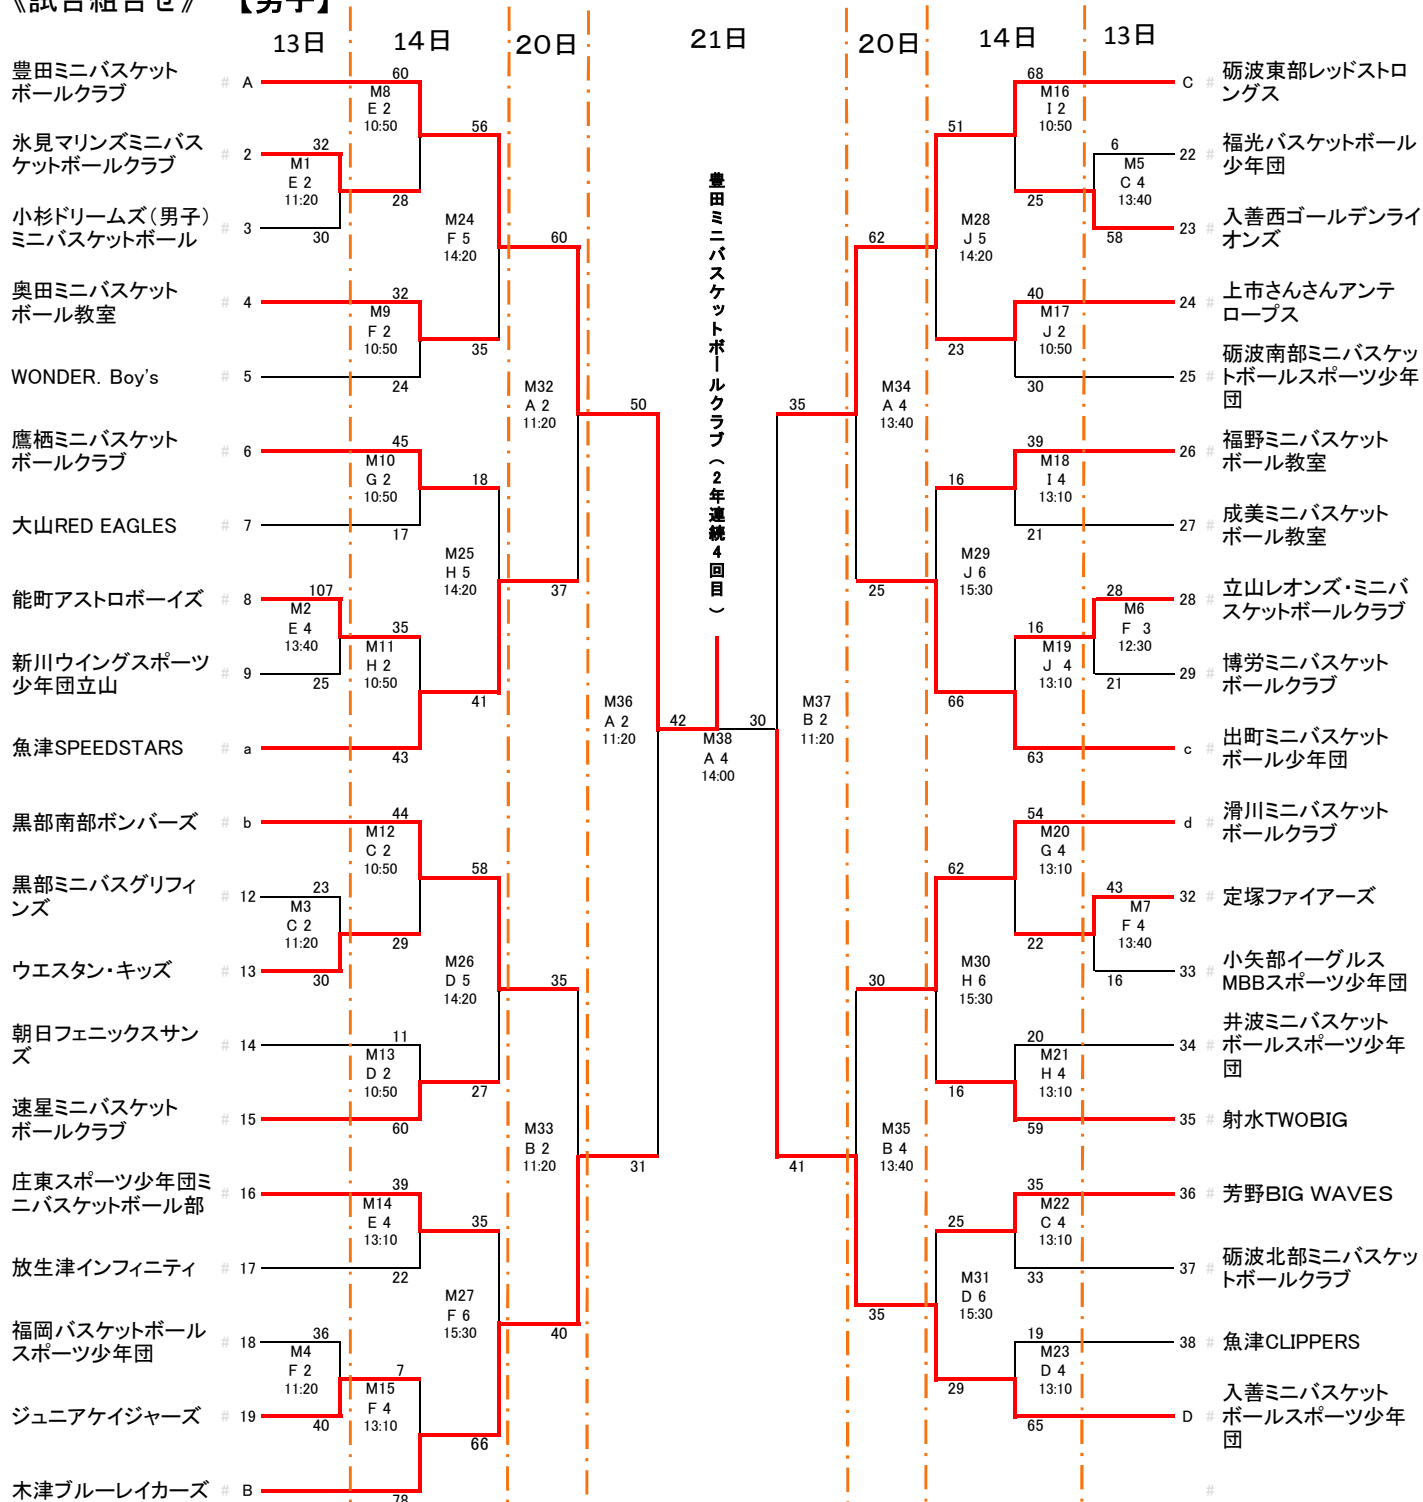 《試合組合せ》 【男子】
13日 14日 20日 21日 20日 14日 13日
豊田ミニバスケット
ボールクラブ
# A
60
M8
E 2
10:50
氷見マリンズミニバス
ケットボールクラブ
# 2
32
M1
E 2
11:20
小杉ドリームズ（男子）
ミニバスケットボール
# 3
30
28
56
M24
F 5
14:20
奥田ミニバスケット
ボール教室
# 4
32
M9
F 2
10:50
WONDER. Boy's
# 5
24
35
60
M32
A 2
11:20
鷹栖ミニバスケット
ボールクラブ
# 6
45
M10
G 2
10:50
大山RED EAGLES
# 7
17
18
M25
H 5
14:20
能町アストロボーイズ
# 8
107
M2
E 4
13:40
新川ウイングスポーツ
少年団立山
# 9
25
35
M11
H 2
10:50
魚津SPEEDSTARS
# a
43
41
37
50
M36
A 2
11:20
黒部南部ボンバーズ
# b
44
M12
C 2
10:50
黒部ミニバスグリフィ
ンズ
# 12
23
M3
C 2
11:20
ウエスタン・キッズ
# 13
30
29
58
M26
D 5
14:20
朝日フェニックスサン
ズ
# 14
11
M13
D 2
10:50
速星ミニバスケット
ボールクラブ
# 15
60
27
35
M33
B 2
11:20
庄東スポーツ少年団ミ
ニバスケットボール部
# 16
39
M14
E 4
13:10
放生津インフィニティ
# 17
22
35
M27
F 6
15:30
福岡バスケットボール
スポーツ少年団
# 18
36
M4
F 2
11:20
ジュニアケイジャーズ
# 19
40
7
M15
F 4
13:10
木津ブルーレイカーズ
# B
78
66
40
31
豊田ミニバスケットボールクラブ（2年連続4回目）
42
30
M38
A 4
14:00
68
M16
I 2
10:50
C #
砺波東部レッドストロ
ングス
6
M5
C 4
13:40
22 #
福光バスケットボール
少年団
58
23 #
入善西ゴールデンライ
オンズ
25
51
M28
J 5
14:20
40
M17
J 2
10:50
24 #
上市さんさんアンテ
ロープス
30
25 #
砺波南部ミニバスケッ
トボールスポーツ少年
団
23
62
M34
A 4
13:40
39
M18
I 4
13:10
26 #
福野ミニバスケット
ボール教室
21
27 #
成美ミニバスケット
ボール教室
16
M29
J 6
15:30
28
M6
F 3
12:30
28 #
立山レオンズ・ミニバ
スケットボールクラブ
21
29 #
博労ミニバスケット
ボールクラブ
16
M19
J 4
13:10
63
c #
出町ミニバスケット
ボール少年団
66
25
35
M37
B 2
11:20
54
M20
G 4
13:10
d #
滑川ミニバスケット
ボールクラブ
43
M7
F 4
13:40
32 #
定塚ファイアーズ
16
33 #
小矢部イーグルス
MBBスポーツ少年団
22
62
M30
H 6
15:30
20
M21
H 4
13:10
34 #
井波ミニバスケット
ボールスポーツ少年
団
59
35 #
射水TWOBIG
16
30
M35
B 4
13:40
35
M22
C 4
13:10
36 #
芳野BIG WAVES
33
37 #
砺波北部ミニバスケッ
トボールクラブ
25
M31
D 6
15:30
19
M23
D 4
13:10
38 #
魚津CLIPPERS
65
D #
入善ミニバスケット
ボールスポーツ少年
団
29
35
41
#